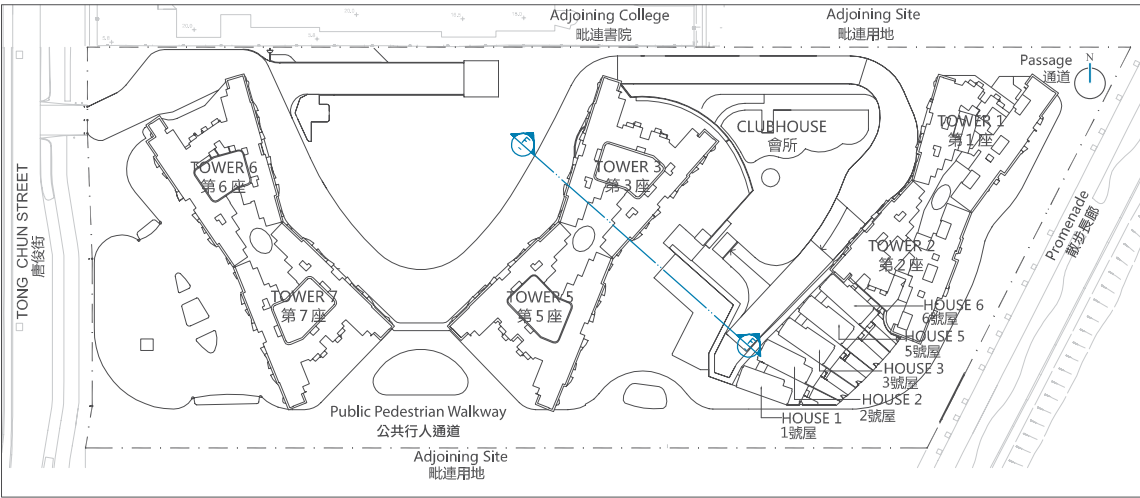 Adjoining College
毗連書院
Adjoining Site
毗連用地
Passage
通道
N
TOWER 1
第1座
CLUBHOUSE
會所
TOWER 6
第6座
TOWER 3
第3座
TONG CHUN STREET
唐俊街
Promenade
散步長廊
TOWER 2
第2座
TOWER 7
第7座
TOWER 5
第5座
HOUSE 6
6號屋
HOUSE 5
5號屋
HOUSE 3
3號屋
HOUSE 2
2號屋
HOUSE 1
1號屋
Public Pedestrian Walkway
公共行人通道
Adjoining Site
毗連用地